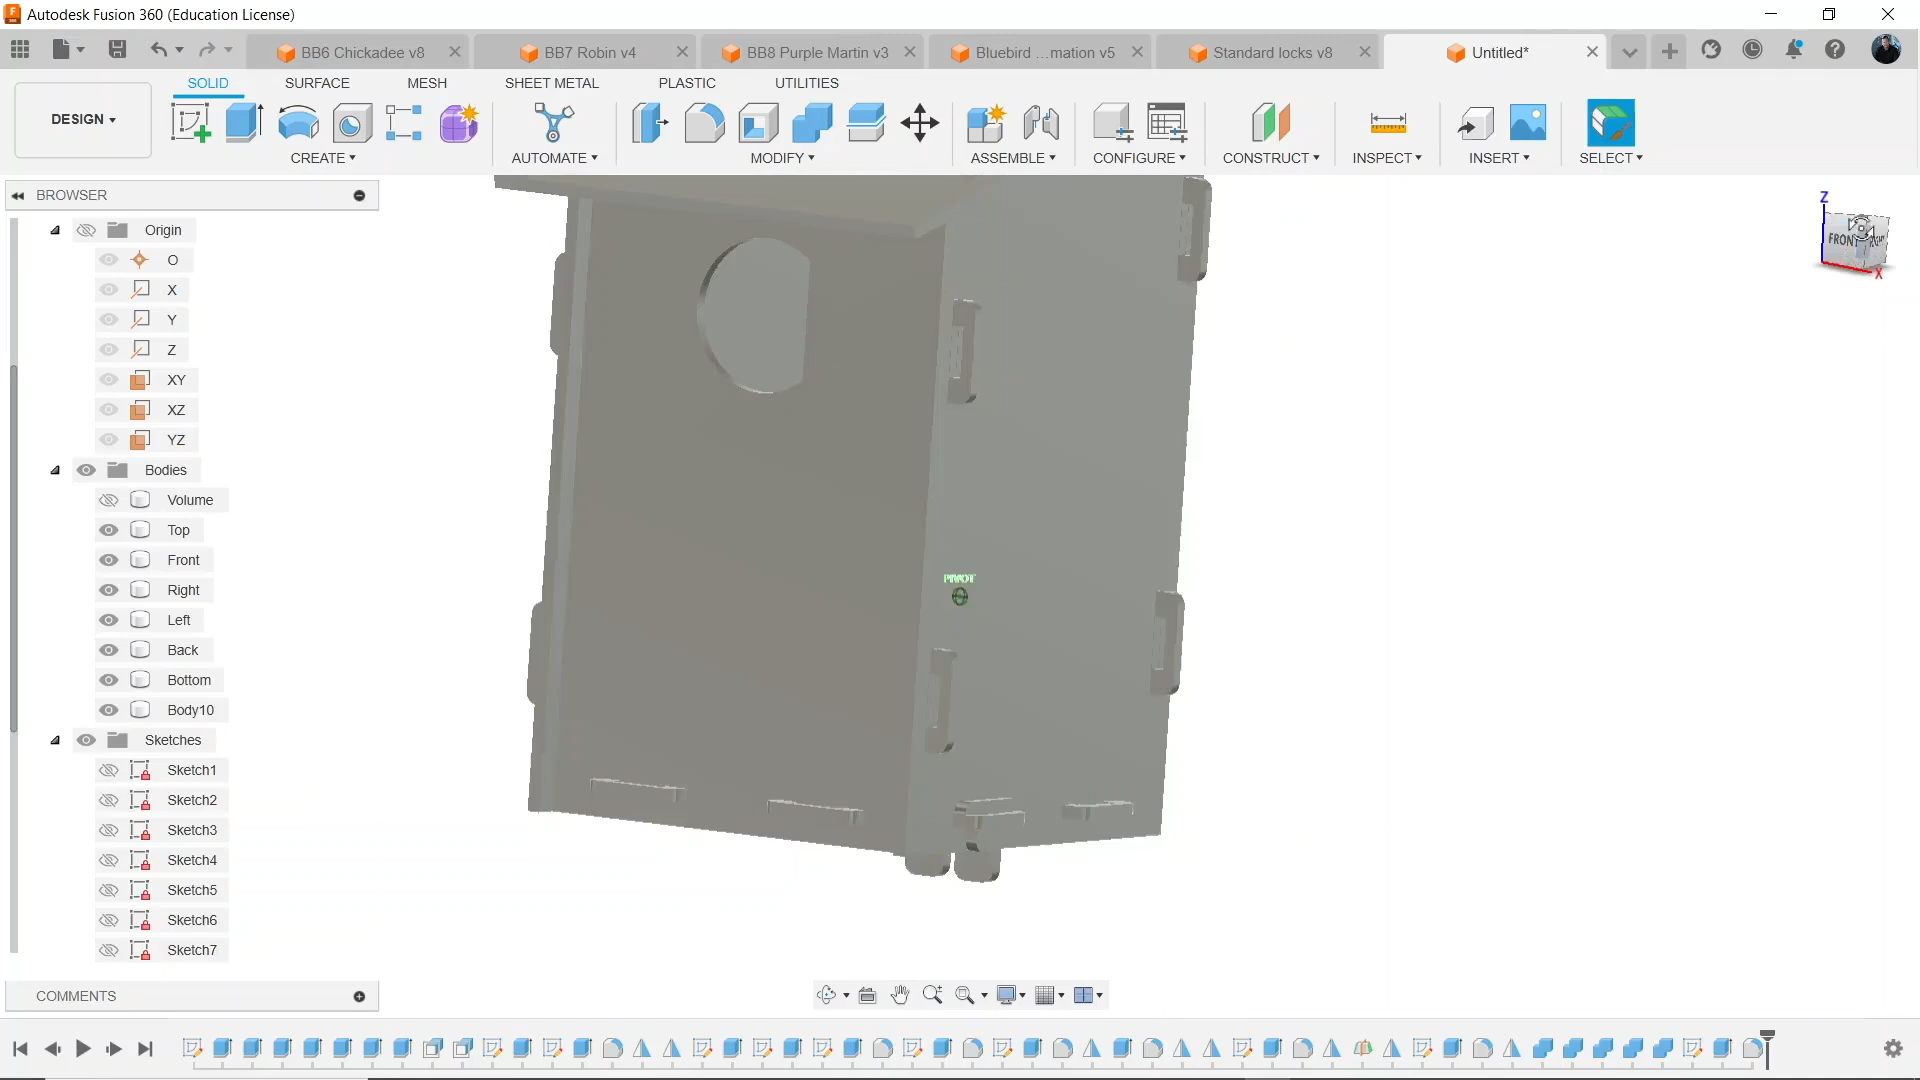 Autodesk Fusion 360 (Education License)
BB6 Chickadee v8
BB7 Robin v4
BB8 Purple Martin v3
Bluebird ...mation v5
Standard locks v8
Untitled*
DESIGN
SOLID
SURFACE
MESH
SHEET METAL
PLASTIC
UTILITIES
CREATE
AUTOMATE
MODIFY
ASSEMBLE
CONFIGURE
CONSTRUCT
INSPECT
INSERT
SELECT
BROWSER
Origin
O
X
Y
Z
XY
XZ
YZ
Bodies
Volume
Top
Front
Right
Left
Back
Bottom
Body10
Sketches
Sketch1
Sketch2
Sketch3
Sketch4
Sketch5
Sketch6
Sketch7
COMMENTS
PIVOT
Z
X